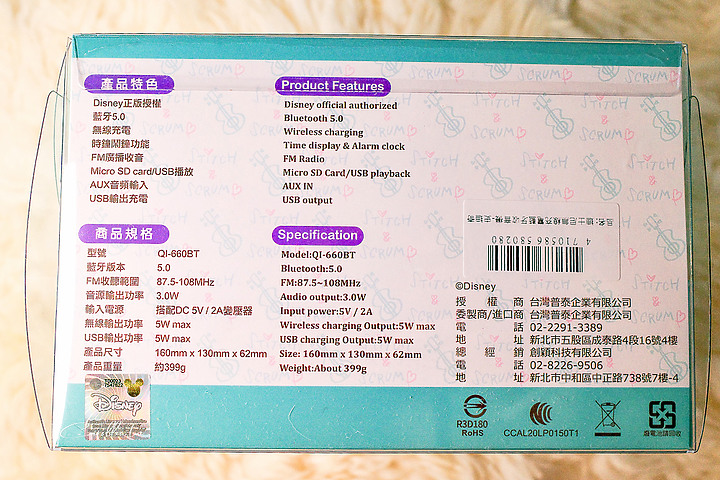 產品特色
Disney正版授權
藍牙5.0
無線充電
時鐘鬧鐘功能
FM廣播收音
Micro SD card/USB播放
AUX音頻輸入
USB輸出充電
Product Features
Disney official authorized
Bluetooth 5.0
Wireless charging
Time display & Alarm clock
FM Radio
Micro SD Card/USB playback
AUX IN
USB output
商品規格
型號 QI-660BT
藍牙版本 5.0
FM收聽範圍 87.5-108MHz
音源輸出功率 3.0W
輸入電源 搭配DC 5V / 2A變壓器
無線輸出功率 5W max
USB輸出功率 5W max
產品尺寸 160mm x 130mm x 62mm
產品重量 約399g
Specification
Model:QI-660BT
Bluetooth:5.0
FM:87.5~108MHz
Audio output:3.0W
Input power:5V / 2A
Wireless charging Output:5W max
USB charging Output:5W max
Size: 160mm x 130mm x 62mm
Weight:About 399g
4 710586 580280
©Disney
授權商 台灣普泰企業有限公司
委製商/進口商 台灣普泰企業有限公司
電話 02-2291-3389
地址 新北市五股區成泰路4段16號4樓
總經銷 創穎科技有限公司
電話 02-8226-9506
地址 新北市中和區中正路738號7樓-4
Disney
R3D180
RoHS
CCAL20LP0150T1
廢電池請回收
STITCH
&
SCRUMP